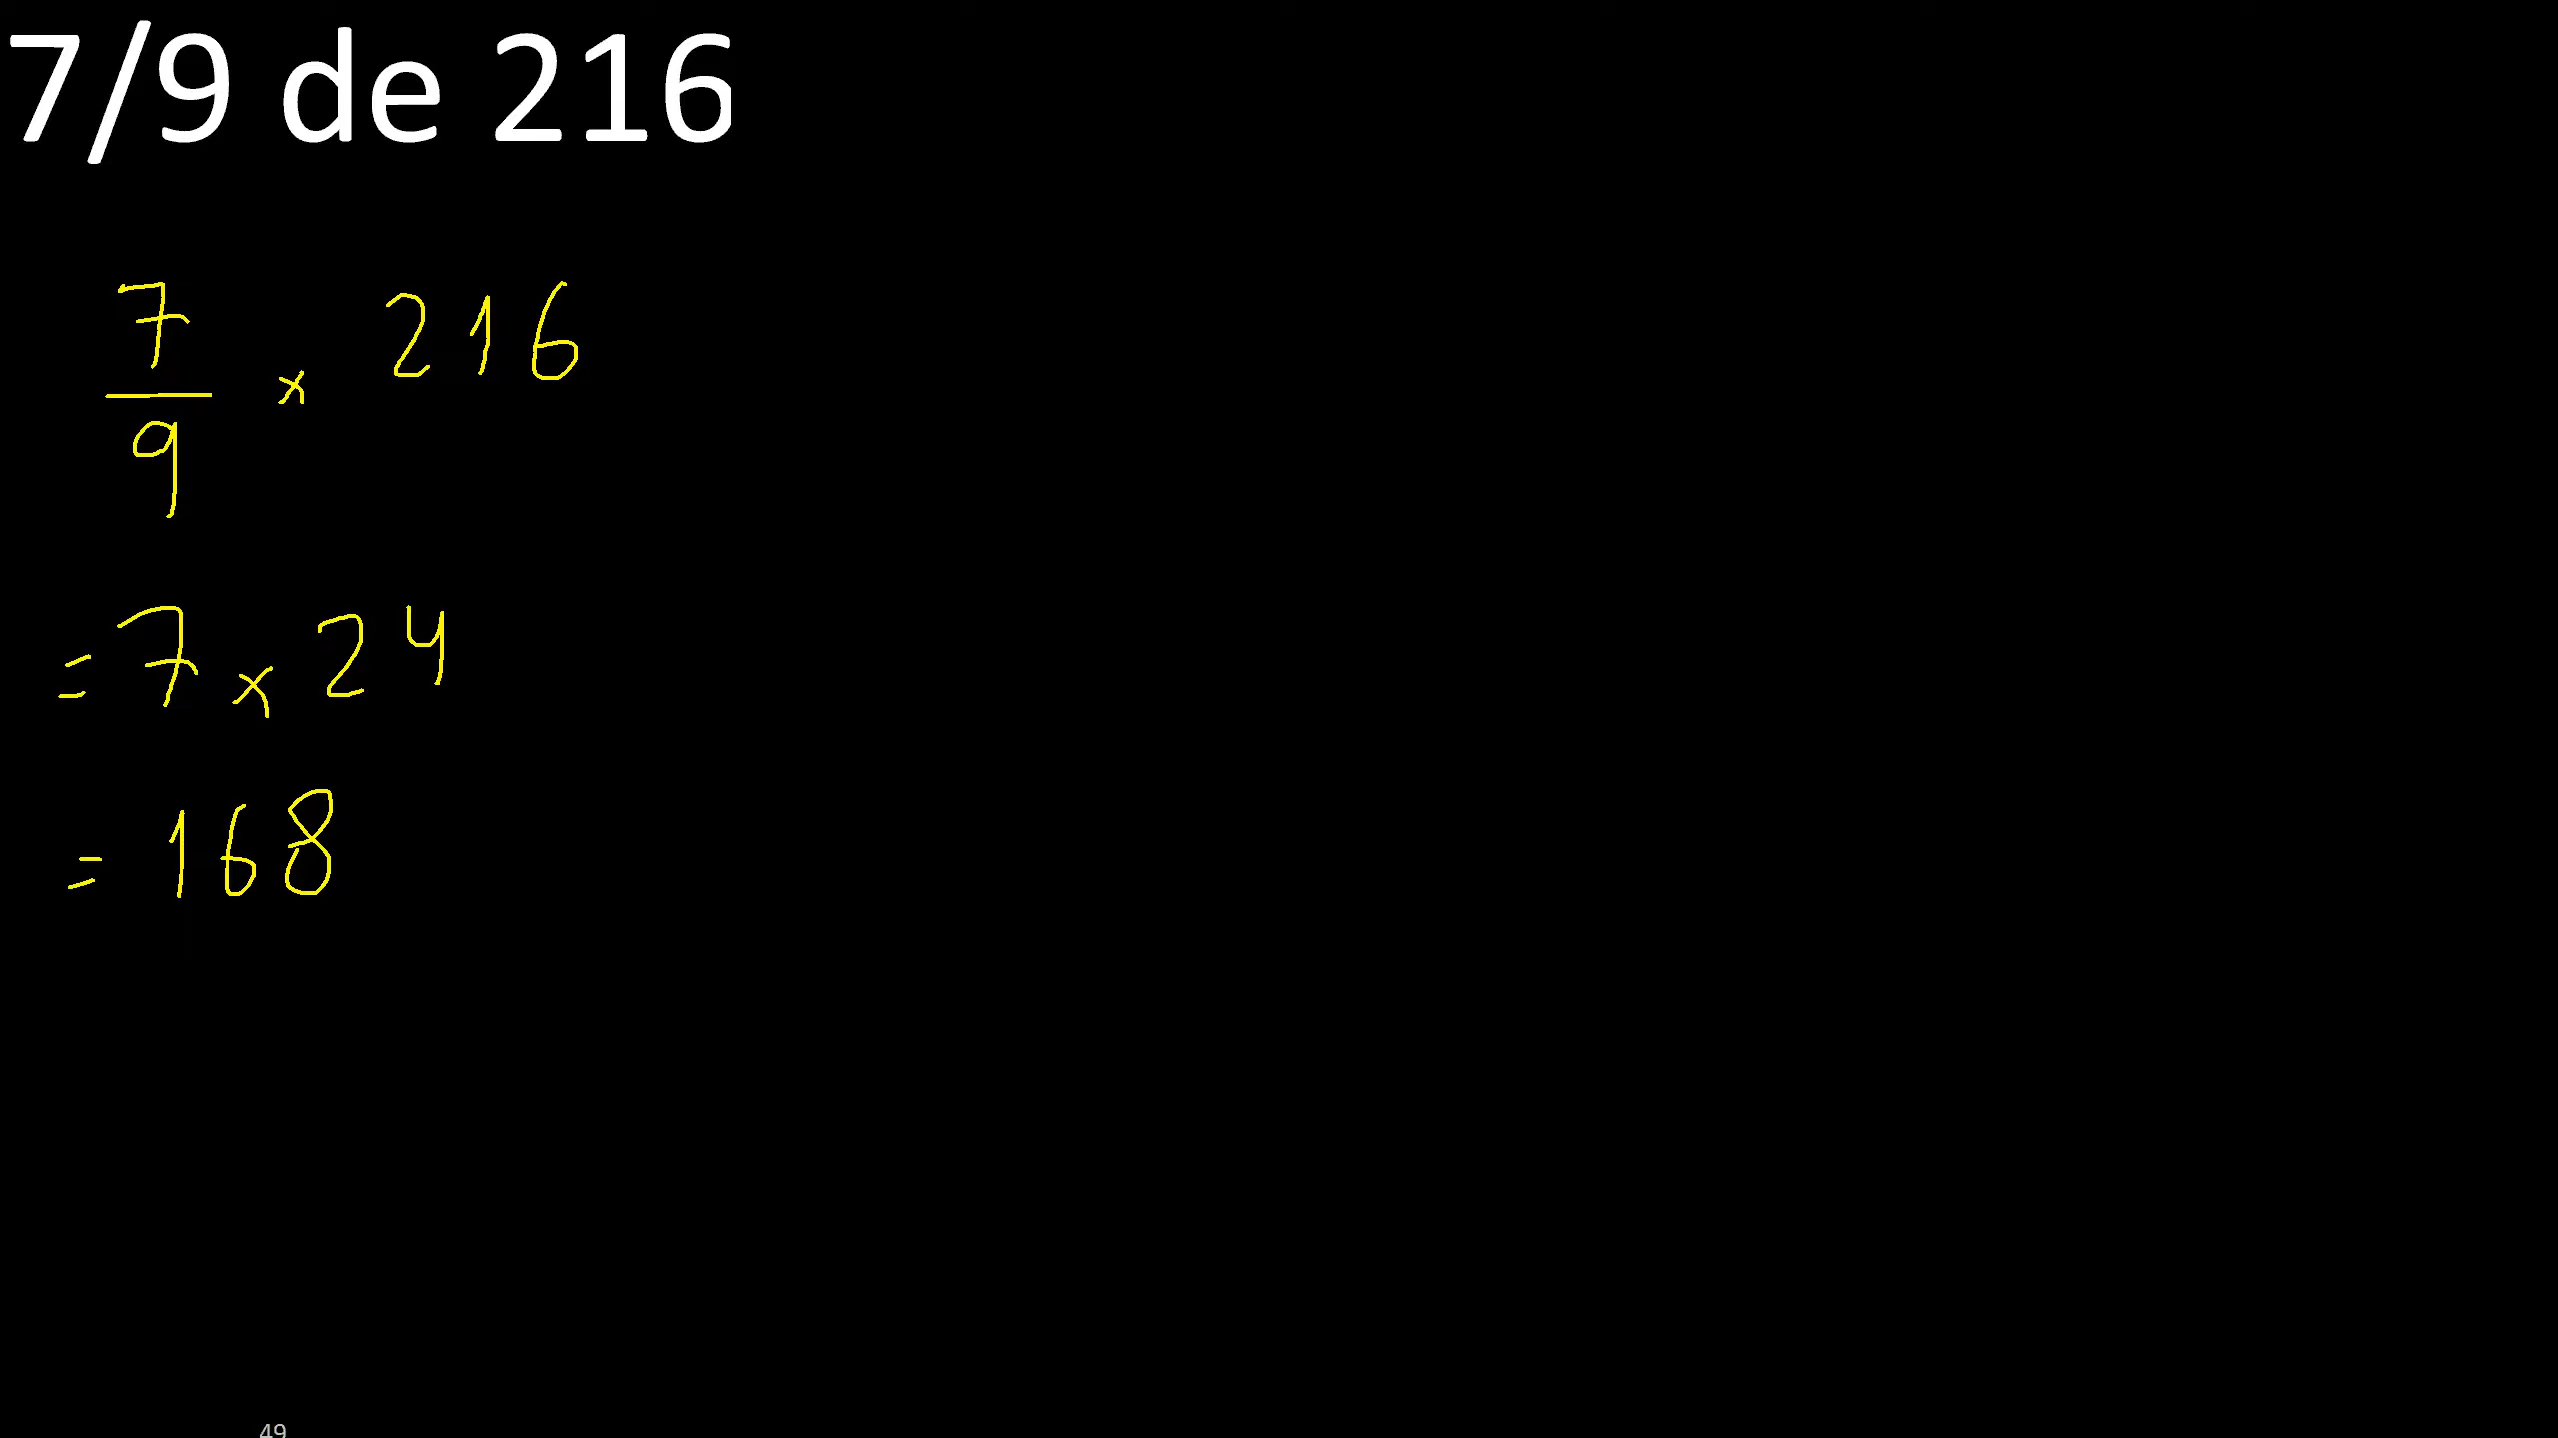 7/9 de 216
7/9 × 216
= 7 × 24
= 168
49